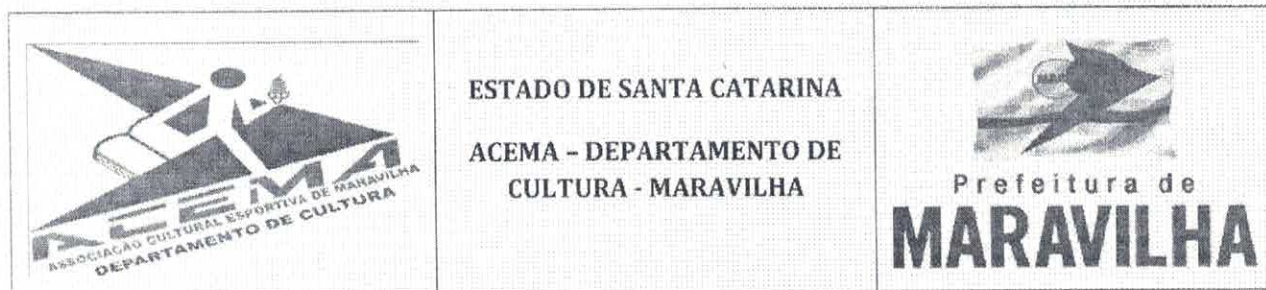 ACEMA
ASSOCIAÇÃO CULTURAL ESPORTIVA DE MARAVILHA
DEPARTAMENTO DE CULTURA
ESTADO DE SANTA CATARINA
ACEMA – DEPARTAMENTO DE
CULTURA - MARAVILHA
Prefeitura de
MARAVILHA